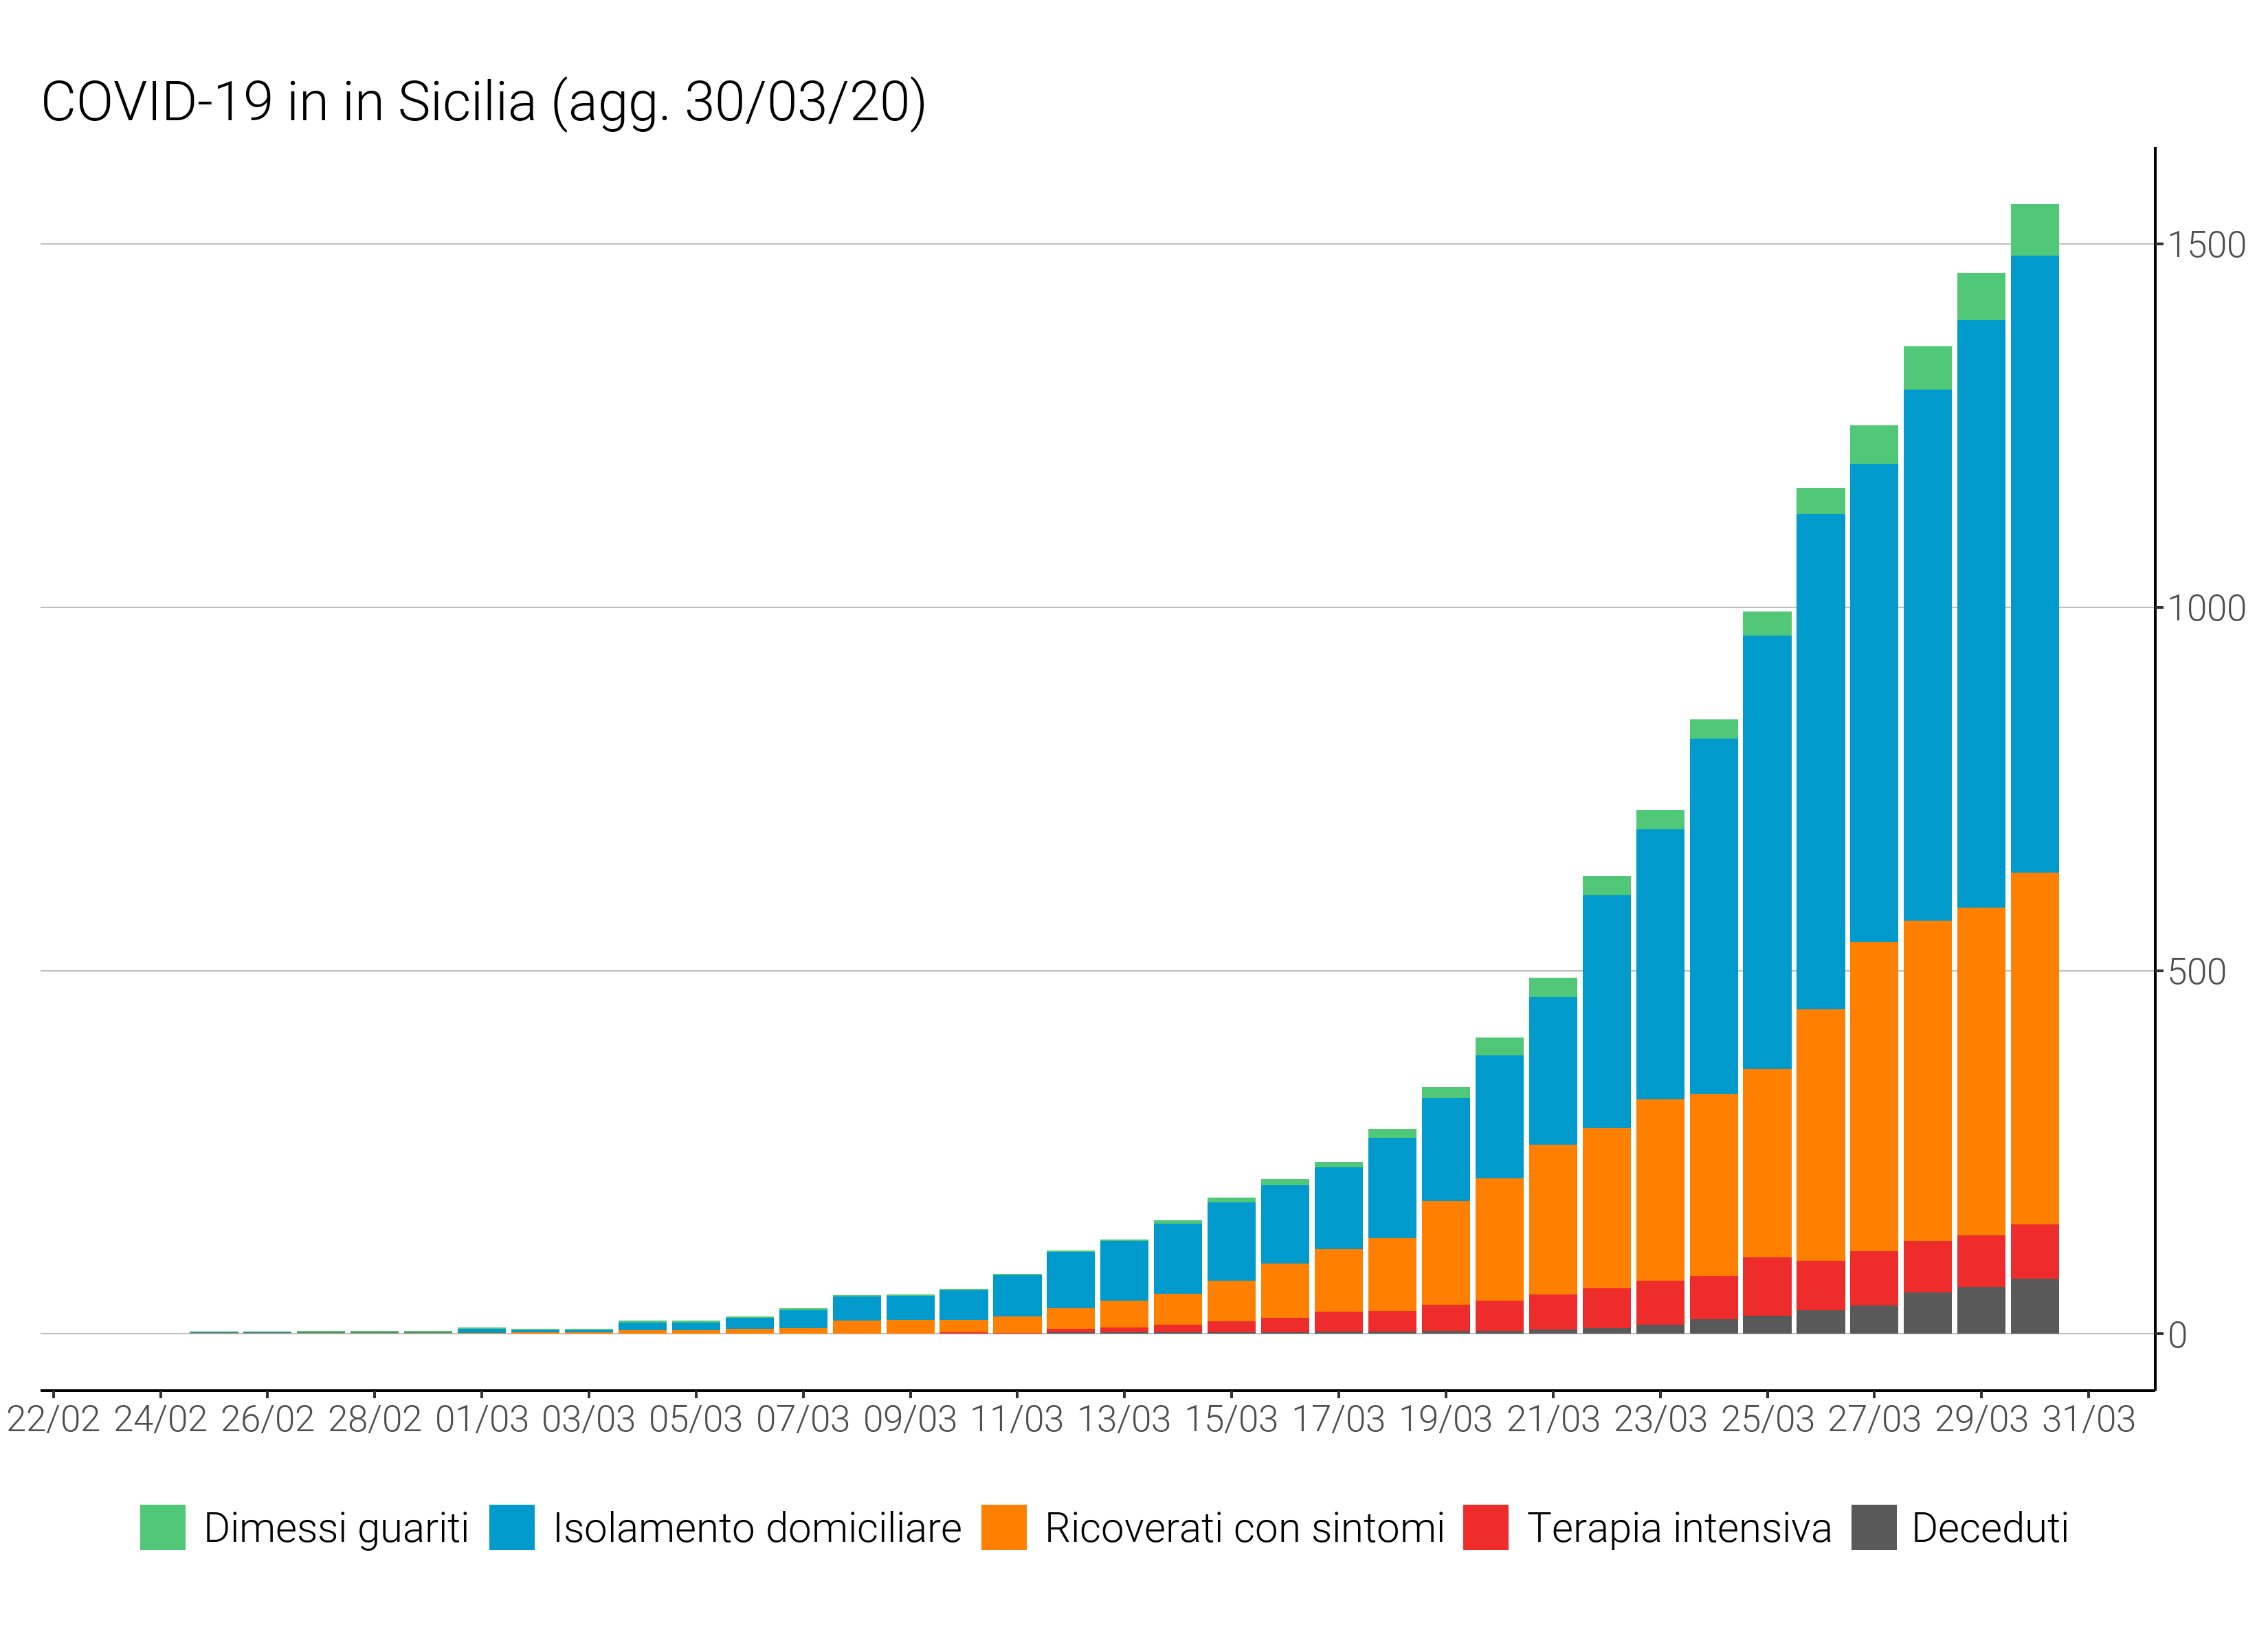 COVID-19 in in Sicilia (agg. 30/03/20)
1500
1000
500
0
22/02 24/02 26/02 28/02 01/03 03/03 05/03 07/03 09/03 11/03 13/03 15/03 17/03 19/03 21/03 23/03 25/03 27/03 29/03 31/03
Dimessi guariti Isolamento domiciliare Ricoverati con sintomi Terapia intensiva Deceduti